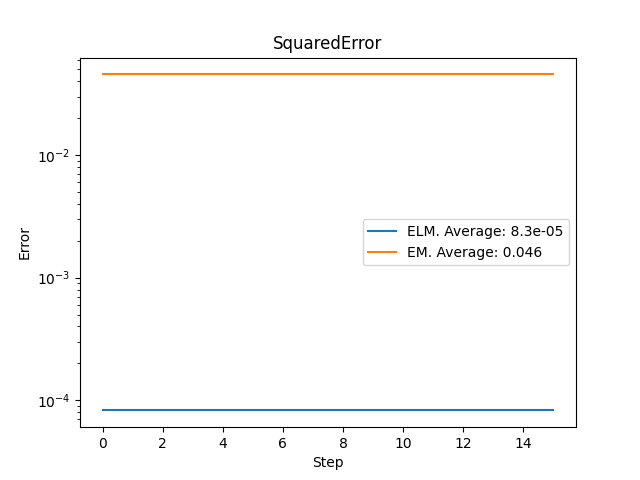 SquaredError
Error
10⁻²
10⁻³
10⁻⁴
ELM. Average: 8.3e-05
EM. Average: 0.046
0 2 4 6 8 10 12 14
Step